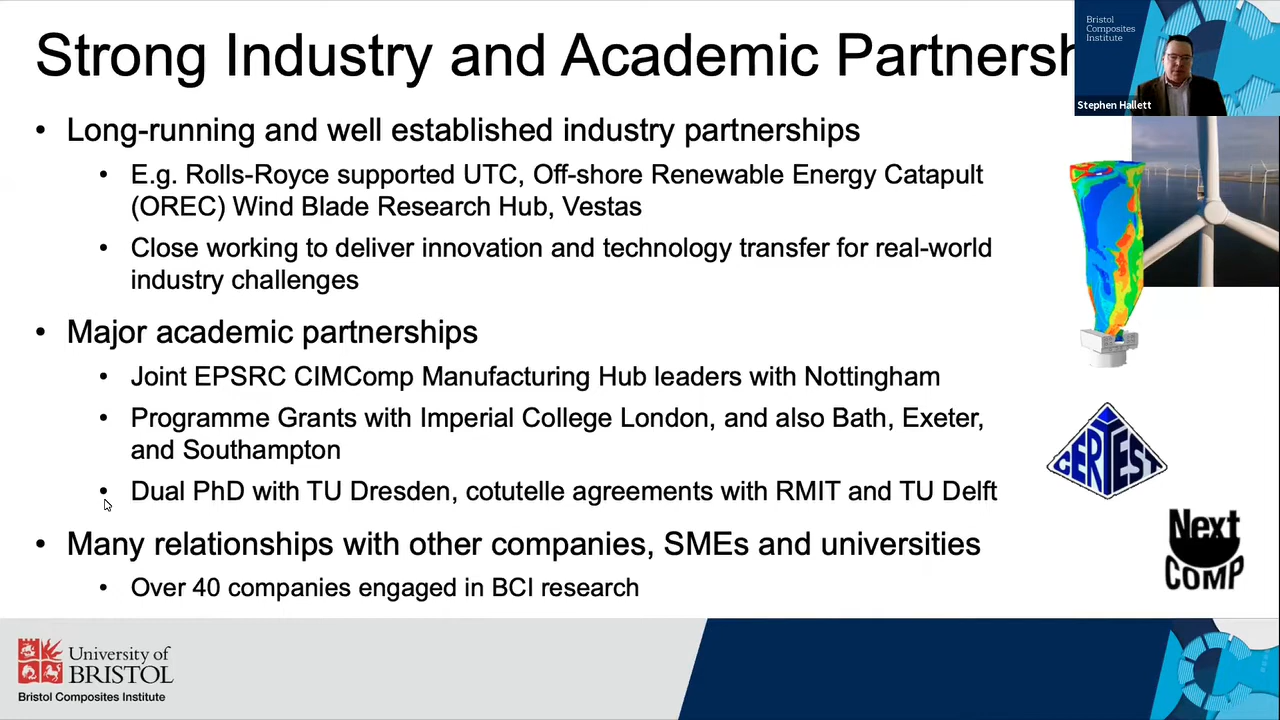 Strong Industry and Academic Partnersh
Bristol
Composites
Institute
Stephen Hallett
• Long-running and well established industry partnerships
• E.g. Rolls-Royce supported UTC, Off-shore Renewable Energy Catapult
(OREC) Wind Blade Research Hub, Vestas
• Close working to deliver innovation and technology transfer for real-world
industry challenges
• Major academic partnerships
• Joint EPSRC CIMComp Manufacturing Hub leaders with Nottingham
• Programme Grants with Imperial College London, and also Bath, Exeter,
and Southampton
• Dual PhD with TU Dresden, cotutelle agreements with RMIT and TU Delft
• Many relationships with other companies, SMEs and universities
• Over 40 companies engaged in BCI research
CERTEST
Next
COMP
University of
BRISTOL
Bristol Composites Institute